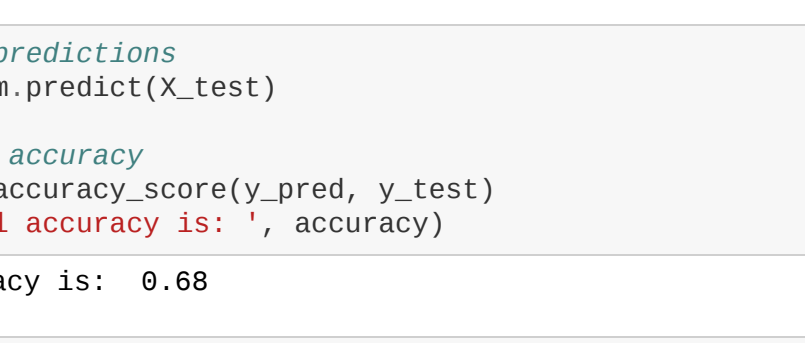 predictions
m.predict(X_test)
accuracy
accuracy_score(y_pred, y_test)
l accuracy is: ', accuracy)
acy is:  0.68